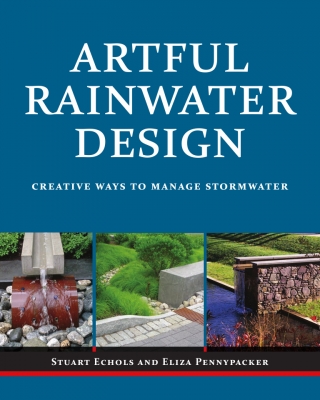 ARTFUL
RAINWATER
DESIGN
CREATIVE WAYS TO MANAGE STORMWATER
STUART ECHOLS AND ELIZA PENNYPACKER